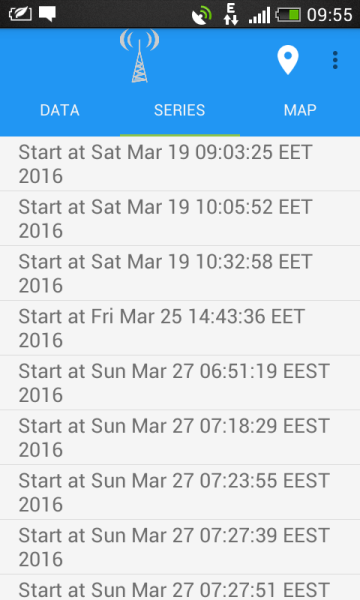 E
09:55
DATA
SERIES
MAP
Start at Sat Mar 19 09:03:25 EET
2016
Start at Sat Mar 19 10:05:52 EET
2016
Start at Sat Mar 19 10:32:58 EET
2016
Start at Fri Mar 25 14:43:36 EET
2016
Start at Sun Mar 27 06:51:19 EEST
2016
Start at Sun Mar 27 07:18:29 EEST
2016
Start at Sun Mar 27 07:23:55 EEST
2016
Start at Sun Mar 27 07:27:39 EEST
2016
Start at Sun Mar 27 07:27:51 EEST